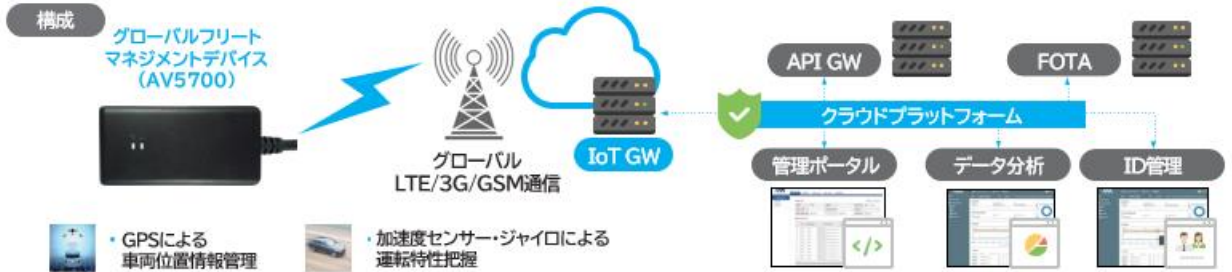 構成
グローバルフリート
マネジメントデバイス
(AV5700)
グローバル
LTE/3G/GSM通信
IoT GW
API GW
FOTA
クラウドプラットフォーム
管理ポータル
データ分析
ID管理
</>
・GPSによる
車両位置情報管理
・加速度センサー・ジャイロによる
運転特性把握